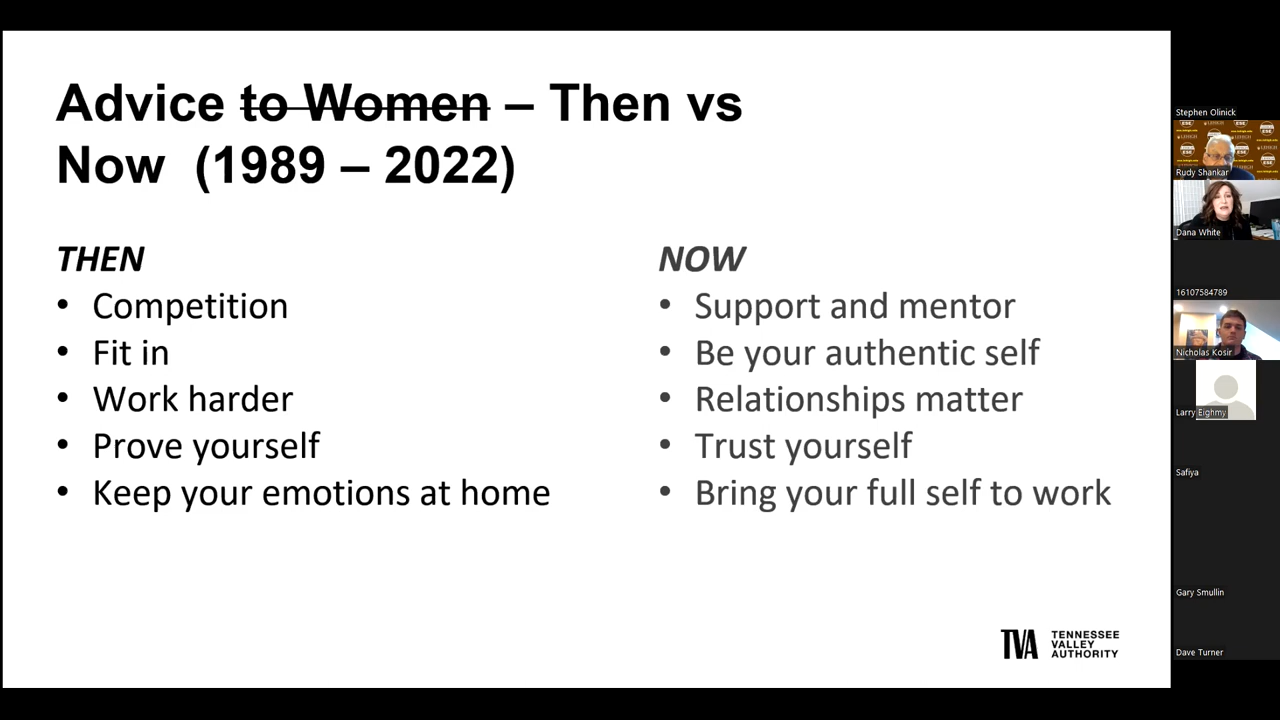 Advice to Women – Then vs
Now (1989 – 2022)
THEN
• Competition
• Fit in
• Work harder
• Prove yourself
• Keep your emotions at home
NOW
• Support and mentor
• Be your authentic self
• Relationships matter
• Trust yourself
• Bring your full self to work
TVA
TENNESSEE
VALLEY
AUTHORITY
Stephen Olinick
Rudy Shankar
Dana White
16107584789
Nicholas Kosir
Larry Eighmy
Safiya
Gary Smullin
Dave Turner